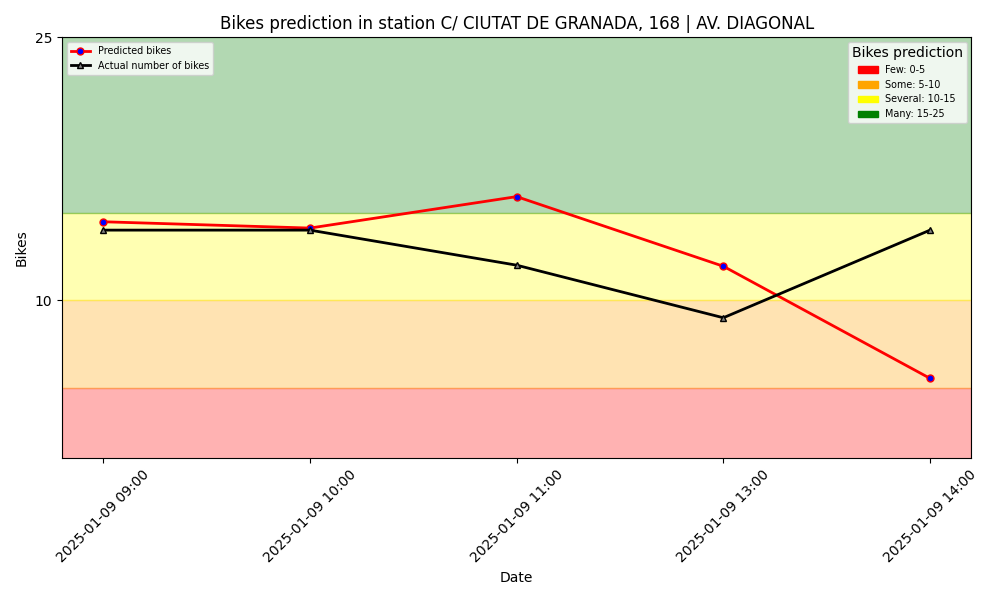 Bikes prediction in station C/ CIUTAT DE GRANADA, 168 | AV. DIAGONAL
25
10
Bikes
Predicted bikes
Actual number of bikes
Bikes prediction
Few: 0-5
Some: 5-10
Several: 10-15
Many: 15-25
2025-01-09 09:00
2025-01-09 10:00
2025-01-09 11:00
2025-01-09 13:00
2025-01-09 14:00
Date